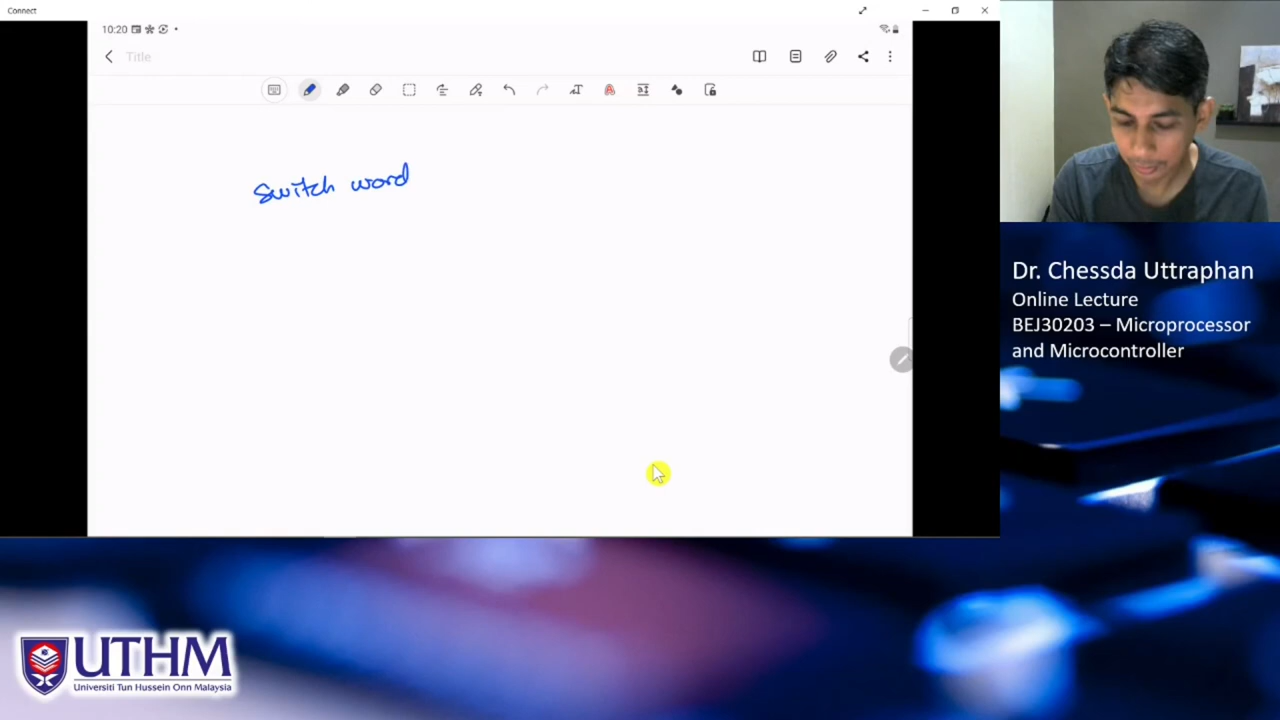 Connect
10:20
Title
Switch word
Dr. Chessda Uttraphan
Online Lecture
BEJ30203 – Microprocessor
and Microcontroller
UTHM
Universiti Tun Hussein Onn Malaysia